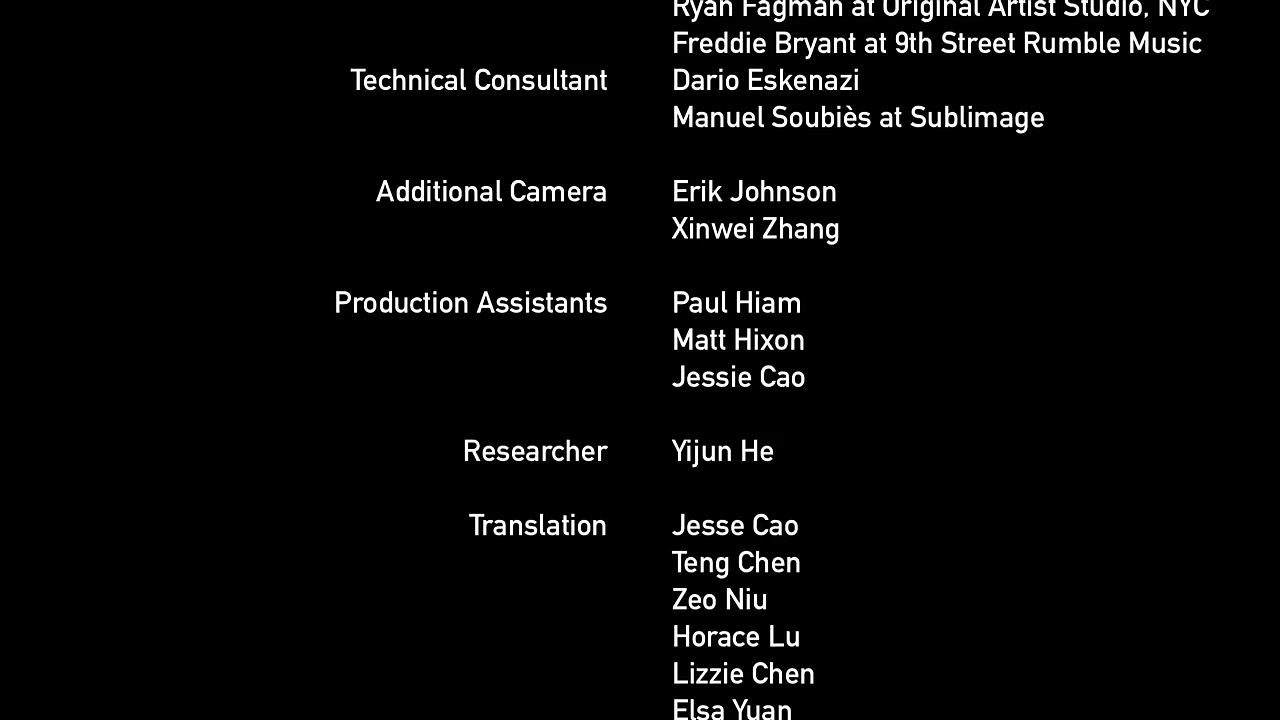 Ryan Fagman at Original Artist Studio, NYC
Freddie Bryant at 9th Street Rumble Music
Technical Consultant Dario Eskenazi
Manuel Soubiès at Sublimage
Additional Camera Erik Johnson
Xinwei Zhang
Production Assistants Paul Hiam
Matt Hixon
Jessie Cao
Researcher Yijun He
Translation Jesse Cao
Teng Chen
Zeo Niu
Horace Lu
Lizzie Chen
Elsa Yuan